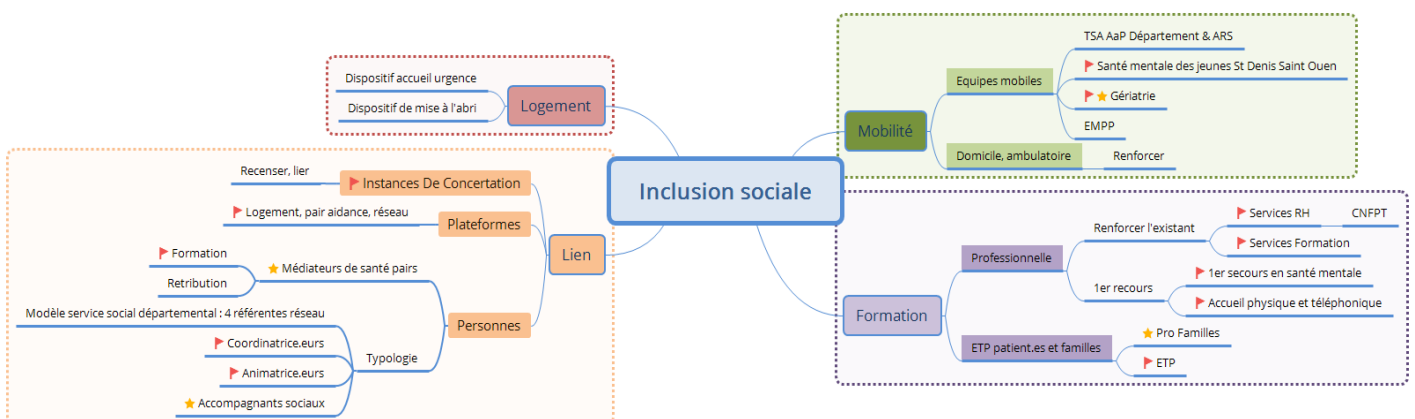 Inclusion sociale
Logement
Dispositif accueil urgence
Dispositif de mise à l'abri
Lien
Instances De Concertation
Recenser, lier
Plateformes
Logement, pair aidance, réseau
Personnes
Médiateurs de santé pairs
Formation
Retribution
Typologie
Modèle service social départemental : 4 référentes réseau
Coordinatrice.eurs
Animatrice.eurs
Accompagnants sociaux
Mobilité
Equipes mobiles
TSA AaP Département & ARS
Santé mentale des jeunes St Denis Saint Ouen
Gériatrie
EMPP
Domicile, ambulatoire
Renforcer
Formation
Professionnelle
Renforcer l'existant
Services RH
CNFPT
Services Formation
1er recours
1er secours en santé mentale
Accueil physique et téléphonique
ETP patient.es et familles
Pro Familles
ETP